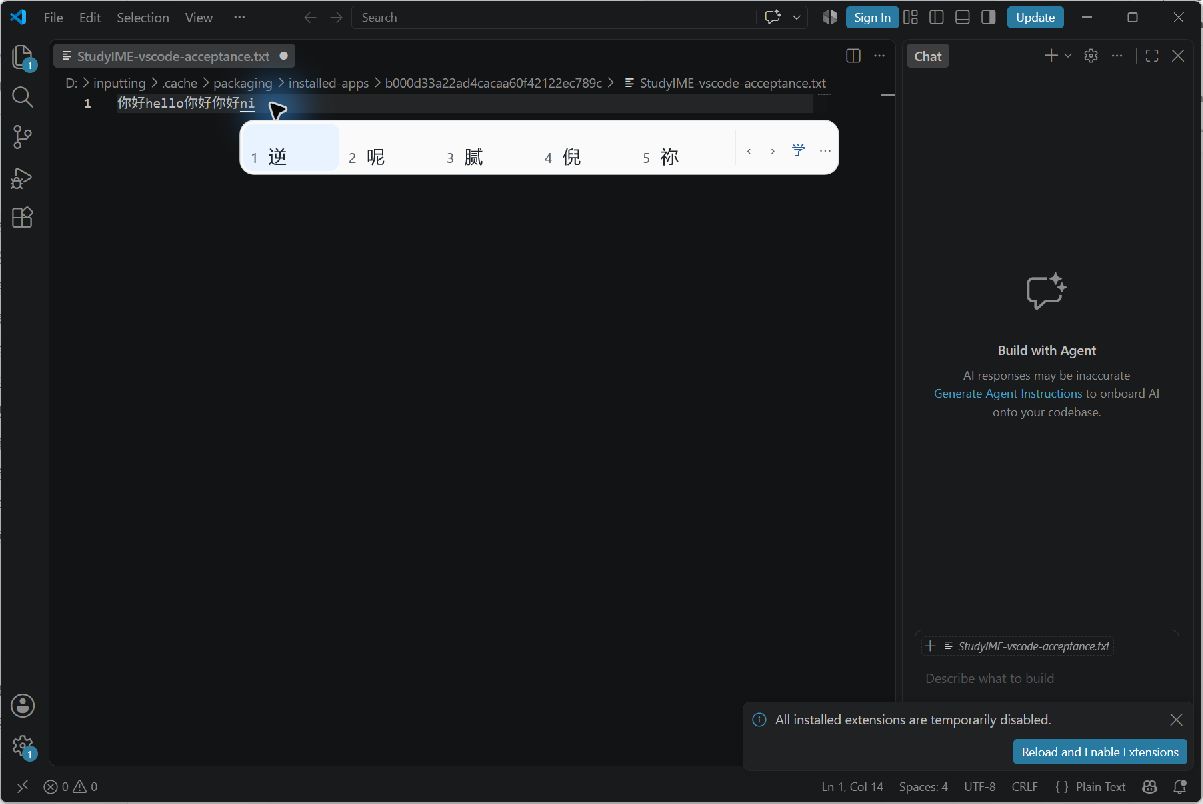 File Edit Selection View ··· Search Sign In Update
StudyIME-vscode-acceptance.txt
Chat
D: > inputting > .cache > packaging > installed-apps > b000d33a22ad4cacaa60f42122ec789c > StudyIME-vscode-acceptance.txt
1 你好hello你好你好ni
1 逆 2 呢 3 腻 4 倪 5 祢 ‹ › 学 ···
1
Build with Agent
AI responses may be inaccurate
Generate Agent Instructions to onboard AI
onto your codebase.
StudyIME-vscode-acceptance.txt
Describe what to build
All installed extensions are temporarily disabled.
Reload and Enable Extensions
1
0 0 Ln 1, Col 14 Spaces: 4 UTF-8 CRLF { } Plain Text